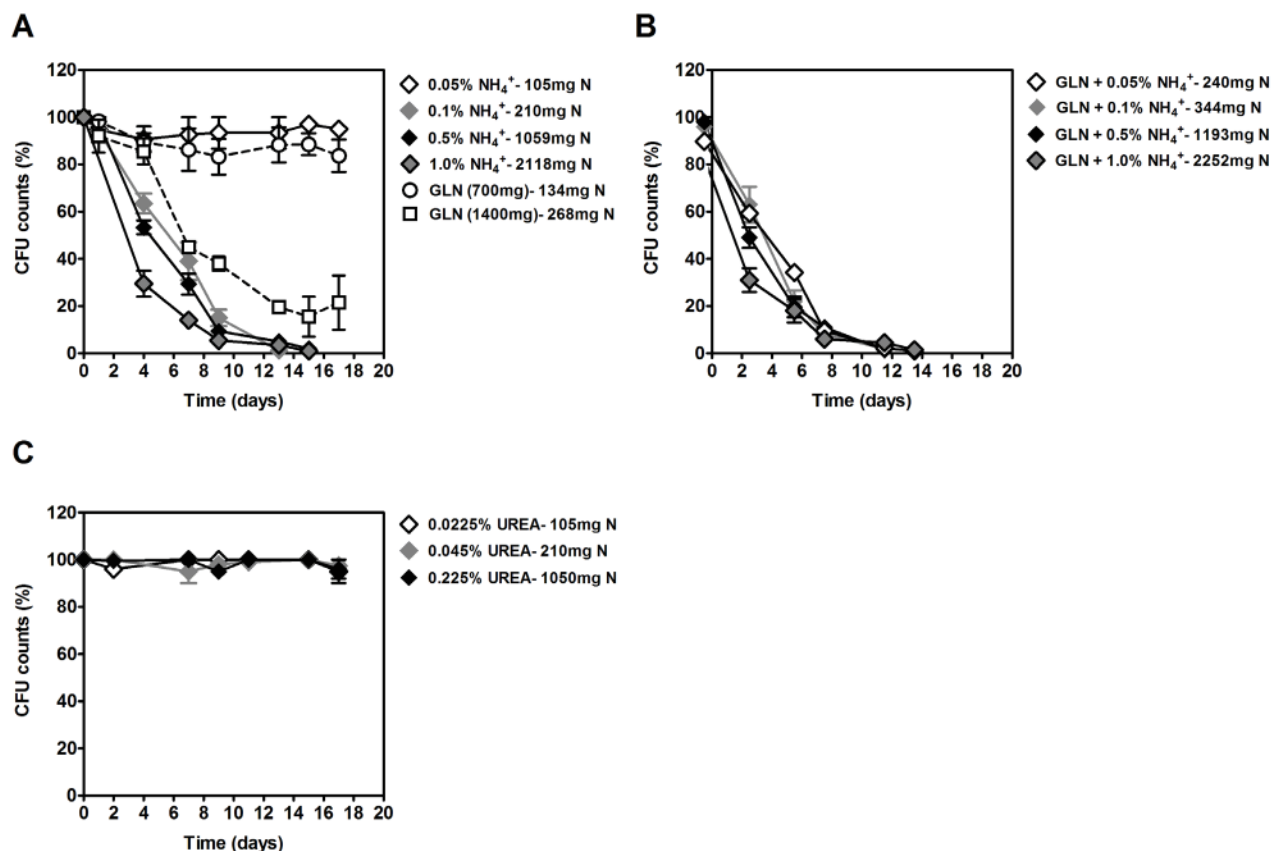 A
120
100
80
60
40
20
0
CFU counts (%)
0 2 4 6 8 10 12 14 16 18 20
Time (days)
0.05% NH₄⁺- 105mg N
0.1% NH₄⁺- 210mg N
0.5% NH₄⁺- 1059mg N
1.0% NH₄⁺- 2118mg N
GLN (700mg)- 134mg N
GLN (1400mg)- 268mg N
B
120
100
80
60
40
20
0
CFU counts (%)
0 2 4 6 8 10 12 14 16 18 20
Time (days)
GLN + 0.05% NH₄⁺- 240mg N
GLN + 0.1% NH₄⁺- 344mg N
GLN + 0.5% NH₄⁺- 1193mg N
GLN + 1.0% NH₄⁺- 2252mg N
C
120
100
80
60
40
20
0
CFU counts (%)
0 2 4 6 8 10 12 14 16 18 20
Time (days)
0.0225% UREA- 105mg N
0.045% UREA- 210mg N
0.225% UREA- 1050mg N